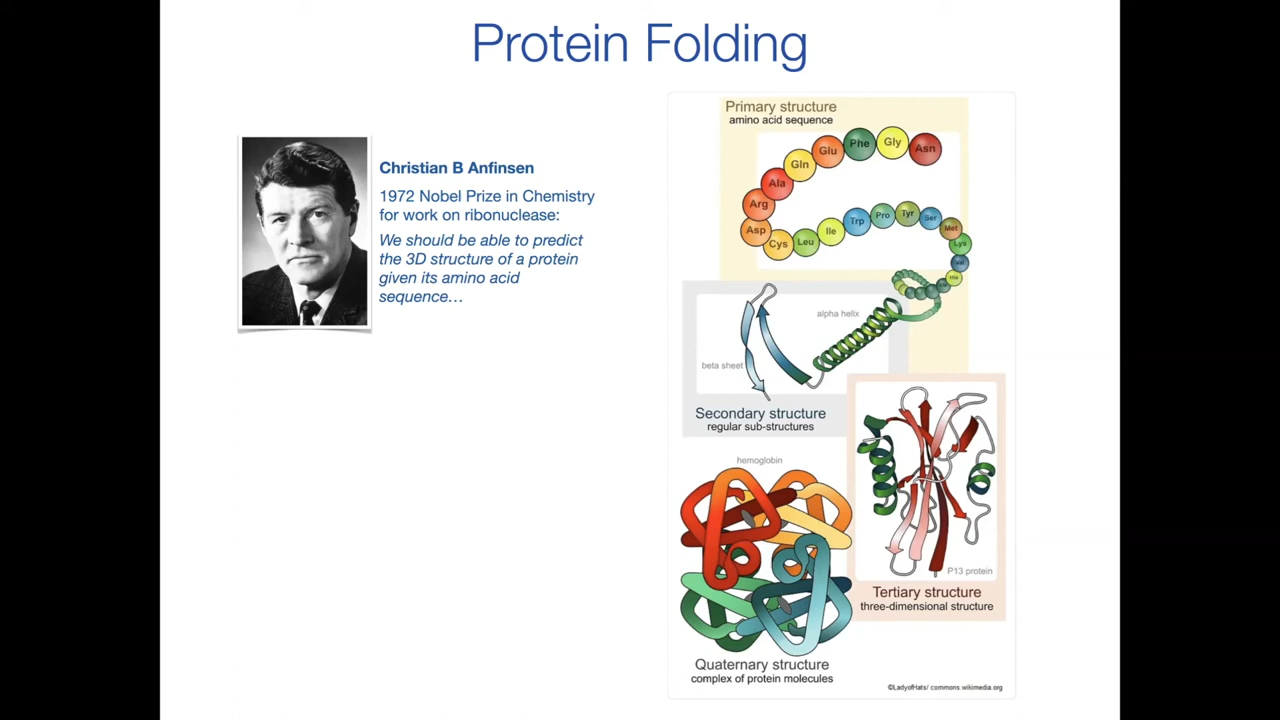 Protein Folding
Christian B Anfinsen
1972 Nobel Prize in Chemistry
for work on ribonuclease:
We should be able to predict
the 3D structure of a protein
given its amino acid
sequence…
Primary structure
amino acid sequence
Asn
Gly
Phe
Glu
Gln
Ala
Arg
Asp
Cys
Leu
Ile
Trp
Pro
Tyr
Ser
Met
Lys
Val
His
alpha helix
beta sheet
Secondary structure
regular sub-structures
P13 protein
Tertiary structure
three-dimensional structure
hemoglobin
Quaternary structure
complex of protein molecules
©LadyofHats/ commons.wikimedia.org